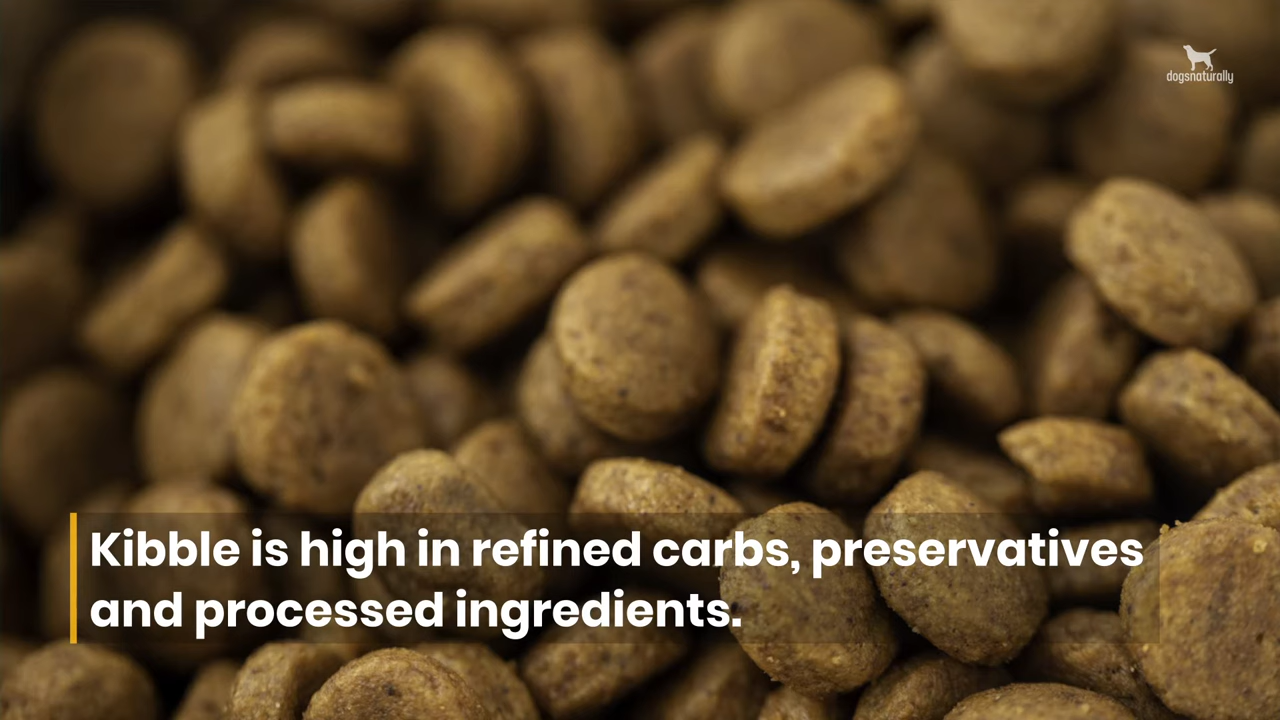 dogsnaturally
Kibble is high in refined carbs, preservatives
and processed ingredients.